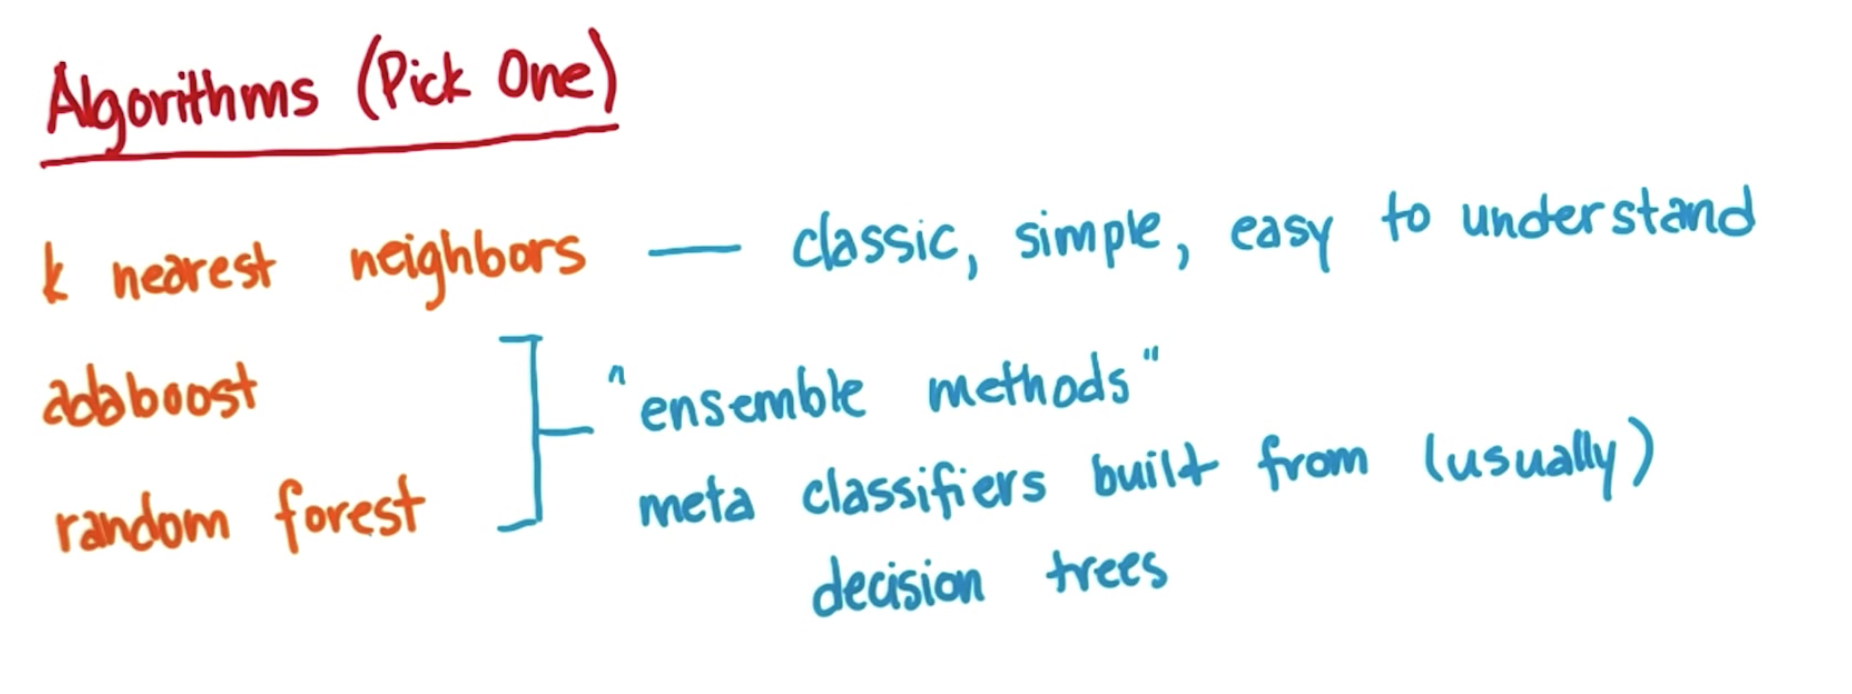 Algorithms (Pick One)
k nearest neighbors — classic, simple, easy to understand
adaboost
"ensemble methods"
random forest
meta classifiers built from (usually)
decision trees